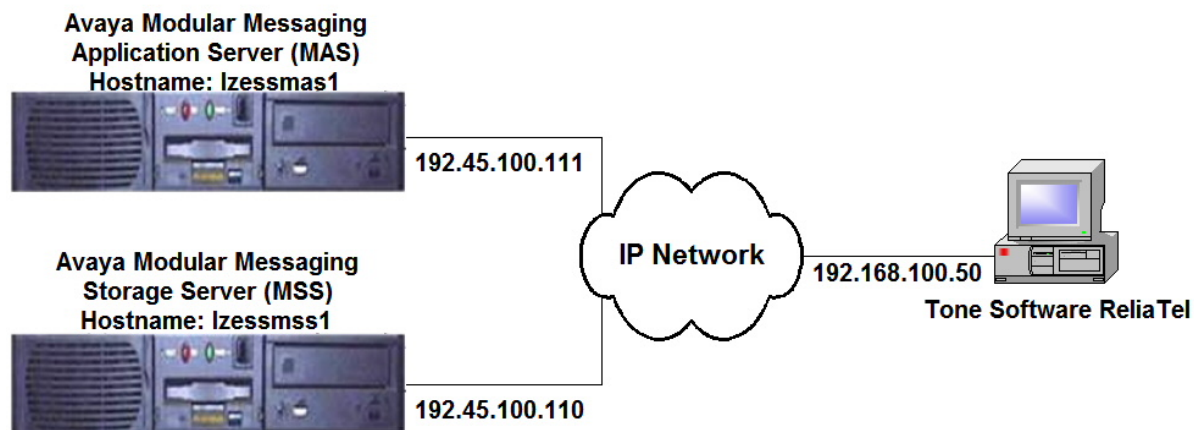 Avaya Modular Messaging
Application Server (MAS)
Hostname: lzessmas1
192.45.100.111
Avaya Modular Messaging
Storage Server (MSS)
Hostname: lzessmss1
192.45.100.110
IP Network
192.168.100.50
Tone Software ReliaTel